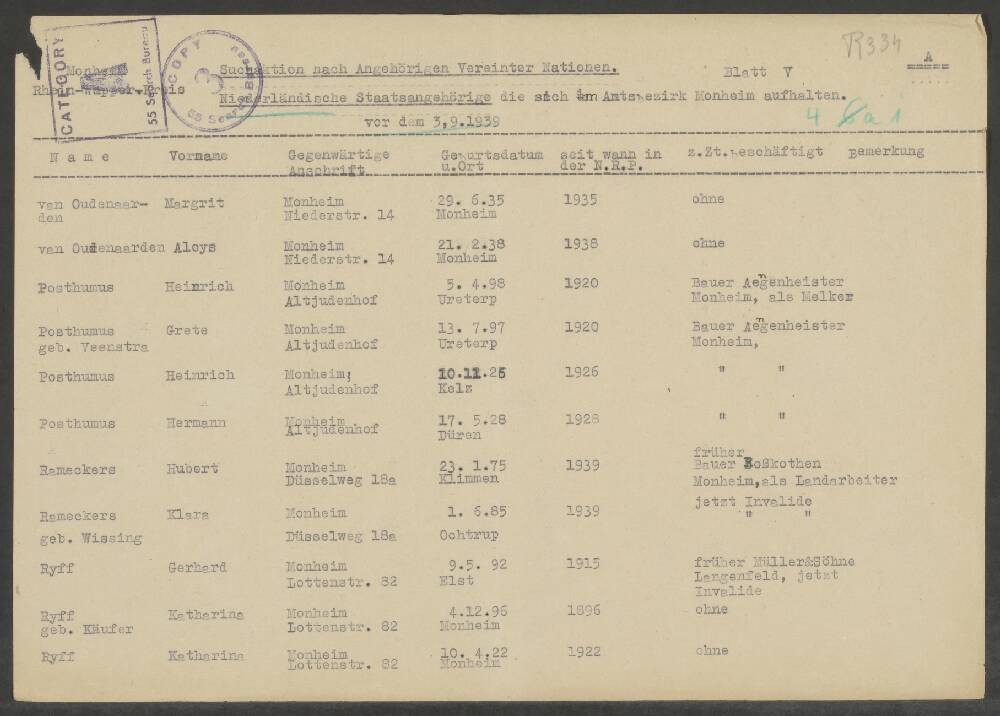 R334
CATEGORY
55 Search Bureau
COPY
Monheim
Suchaktion nach Angehörigen Vereinter Nationen.
Blatt V
A
Rhein-Wupper-Kreis
Niederländische Staatsangehörige die sich im Amtsbezirk Monheim aufhalten.
vor dem 3,9.1939
4 6a1
Name Vorname Gegenwärtige Geburtsdatum seit wann in z.Zt.beschäftigt Bemerkung
Anschrift u.Ort der N.R.P.
van Oudenaar- Margrit Monheim 29. 6.35 1935 ohne
den Niederstr. 14 Monheim
van Oudenaarden Aloys Monheim 21. 2.38 1938 ohne
Niederstr. 14 Monheim
Posthumus Heinrich Monheim 5. 4.98 1920 Bauer Aegenheister
Altjudenhof Ureterp Monheim, als Melker
Posthumus Grete Monheim 13. 7.97 1920 Bauer Aegenheister
geb. Veenstra Altjudenhof Ureterp Monheim,
Posthumus Heinrich Monheim; 10.11.26 1926 " "
Altjudenhof Kelz
Posthumus Hermann Monheim 17. 5.28 1928 " "
Altjudenhof Düren
früher
Rameckers Hubert Monheim 23. 1.75 1939 Bauer Roßkothen
Düsselweg 18a Klimmen Monheim,als Landarbeiter
jetzt Invalide
Rameckers Klara Monheim 1. 6.85 1939 " "
geb. Wissing Düsselweg 18a Ochtrup
Ryff Gerhard Monheim 9.5. 92 1915 früher Müller&Söhne
Lottenstr. 82 Elst Langenfeld, jetzt
Invalide
Ryff Katharina Monheim 4.12.96 1896 ohne
geb. Käufer Lottenstr. 82 Monheim
Ryff Katharina Monheim 10. 4,22 1922 ohne
Lottenstr. 82 Monheim